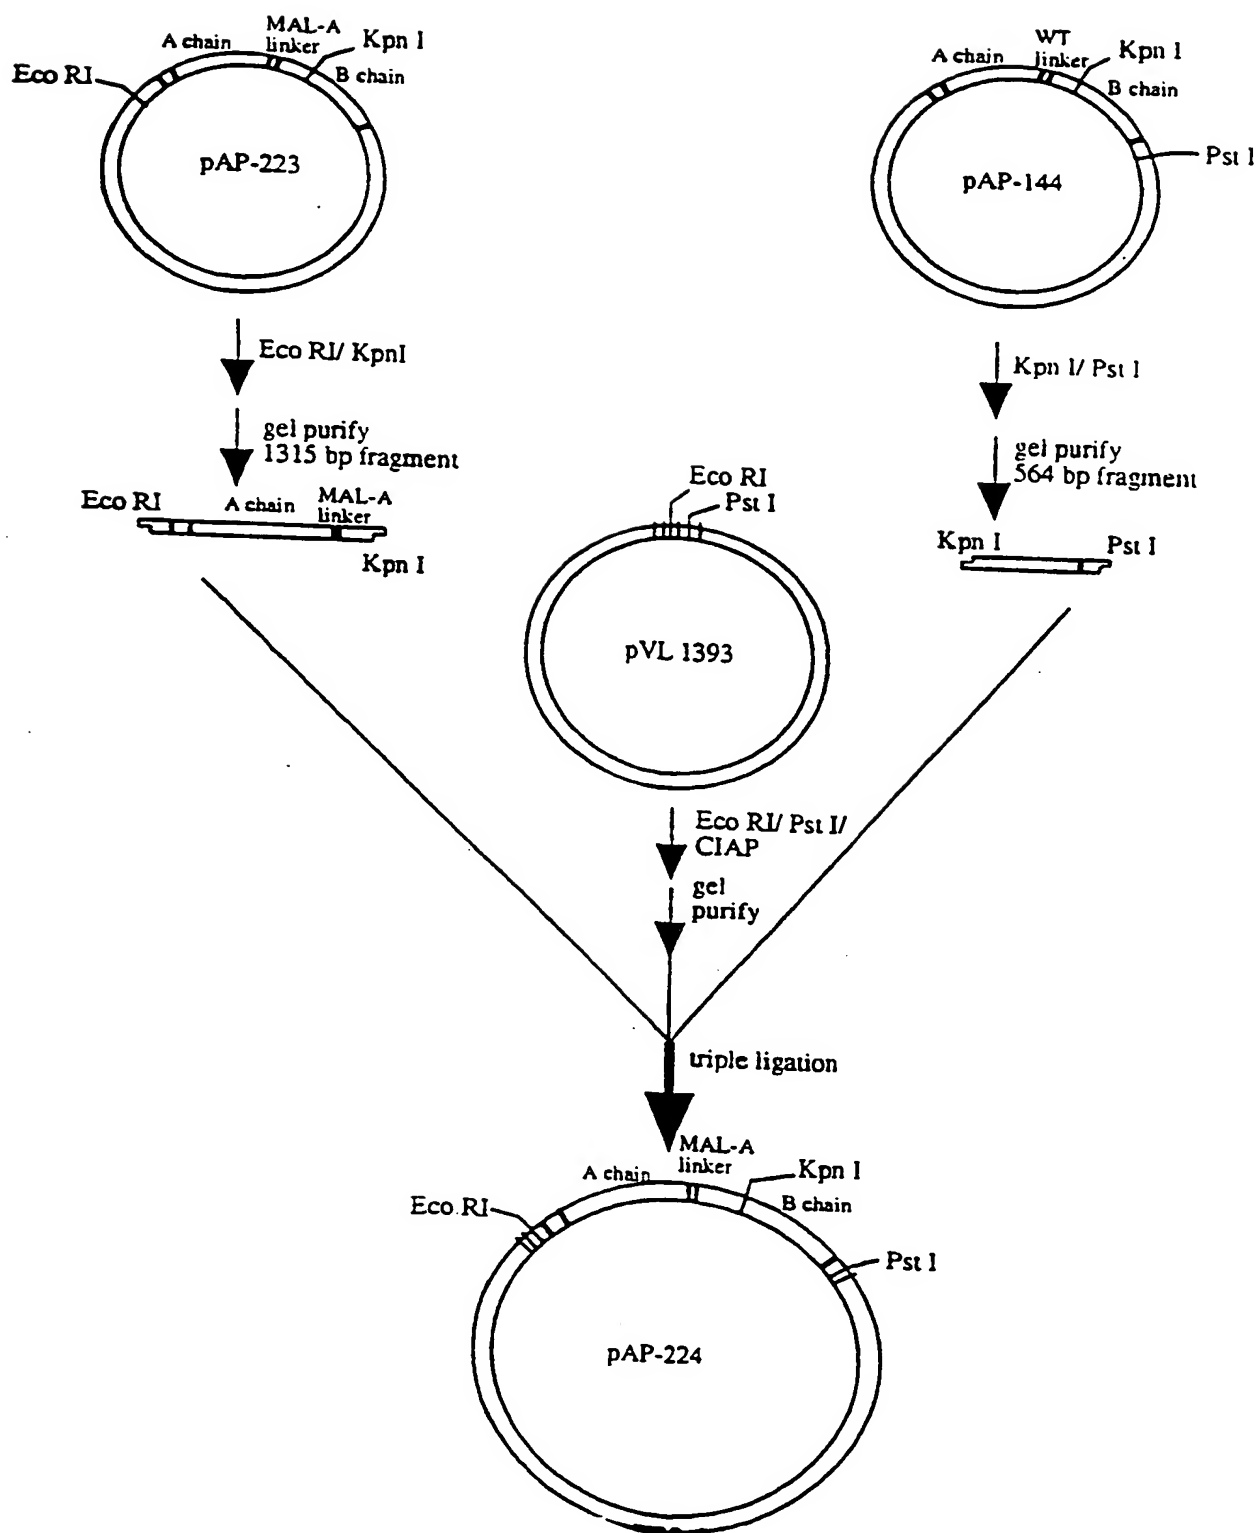 A chain
MAL-A
linker
Kpn I
Eco RI
B chain
pAP-223
WT
linker
A chain
Kpn I
B chain
Pst I
pAP-144
Eco RI/ KpnI
gel purify
1315 bp fragment
Eco RI
A chain
MAL-A
linker
Kpn I
Kpn I/ Pst I
gel purify
564 bp fragment
Kpn I
Pst I
Eco RI
Pst I
pVL 1393
Eco RI/ Pst I/
CIAP
gel
purify
triple ligation
A chain
MAL-A
linker
Kpn I
Eco RI
B chain
Pst I
pAP-224